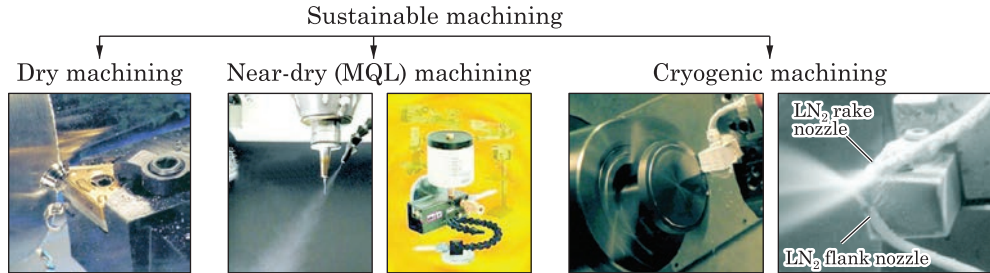 Sustainable machining
Dry machining
Near-dry (MQL) machining
Cryogenic machining
LN₂ rake
nozzle
LN₂ flank nozzle